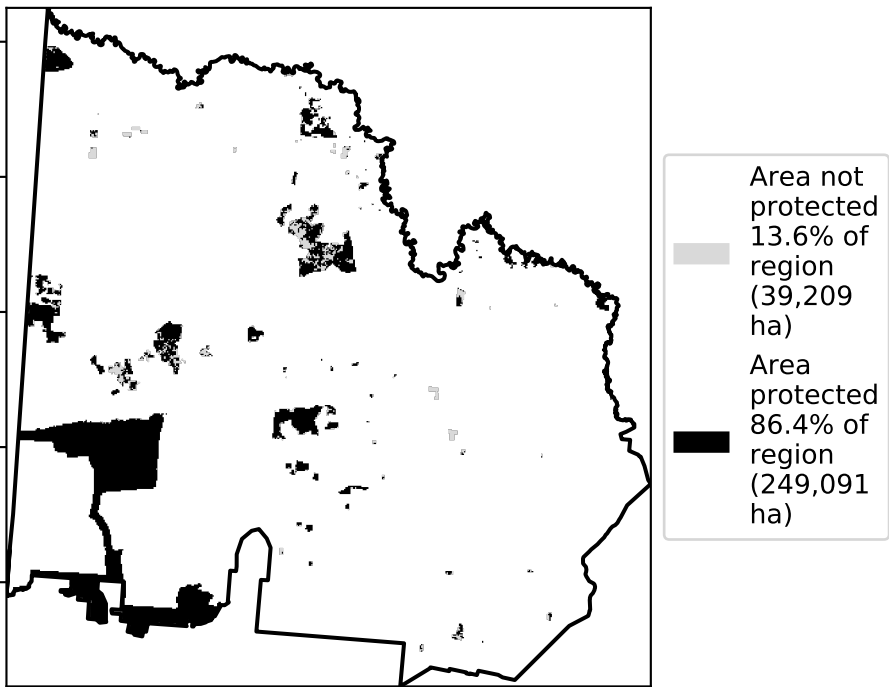 Area not
protected
13.6% of
region
(39,209
ha)
Area
protected
86.4% of
region
(249,091
ha)